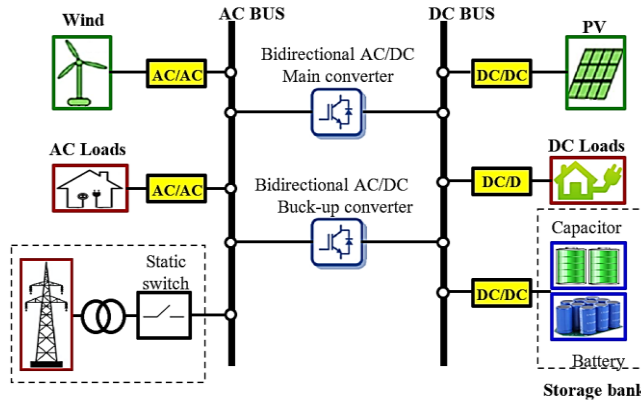 AC BUS
DC BUS
Wind
PV
AC/AC
Bidirectional AC/DC
Main converter
DC/DC
AC Loads
DC Loads
AC/AC
Bidirectional AC/DC
Buck-up converter
DC/D
Static
switch
Capacitor
DC/DC
Battery
Storage bank